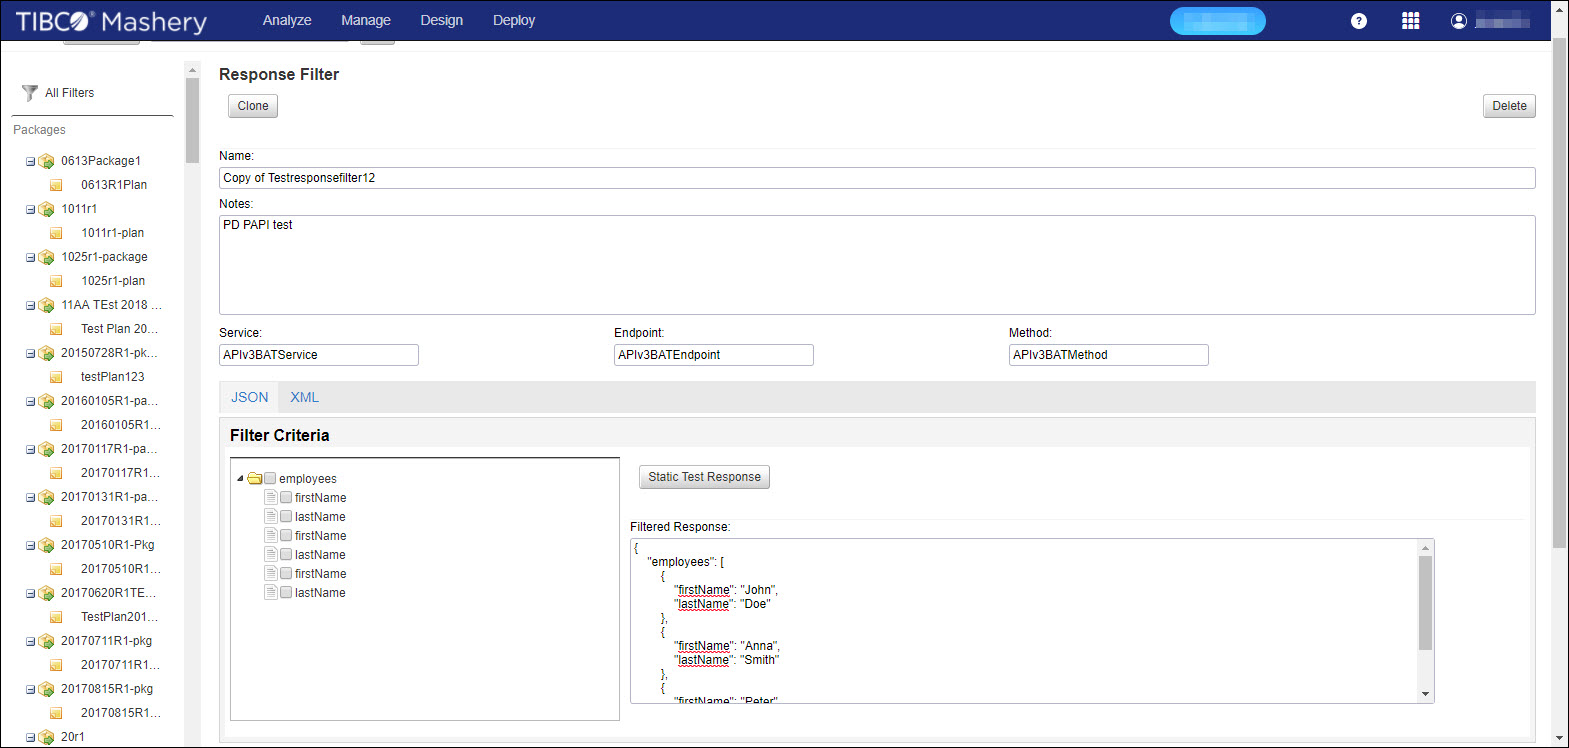 TIBCO® Mashery Analyze Manage Design Deploy ?
All Filters
Packages
0613Package1
0613R1Plan
1011r1
1011r1-plan
1025r1-package
1025r1-plan
11AA TEst 2018 ...
Test Plan 20...
20150728R1-pk...
testPlan123
20160105R1-pa...
20160105R1...
20170117R1-pa...
20170117R1...
20170131R1-pa...
20170131R1...
20170510R1-Pkg
20170510R1...
20170620R1TE...
TestPlan201...
20170711R1-pkg
20170711R1...
20170815R1-pkg
20170815R1...
20r1
Response Filter
Clone Delete
Name:
Copy of Testresponsefilter12
Notes:
PD PAPI test
Service: Endpoint: Method:
APIv3BATService APIv3BATEndpoint APIv3BATMethod
JSON XML
Filter Criteria
employees
firstName
lastName
firstName
lastName
firstName
lastName
Static Test Response
Filtered Response:
{
"employees": [
{
"firstName": "John",
"lastName": "Doe"
},
{
"firstName": "Anna",
"lastName": "Smith"
},
{
"firstName": "Peter"